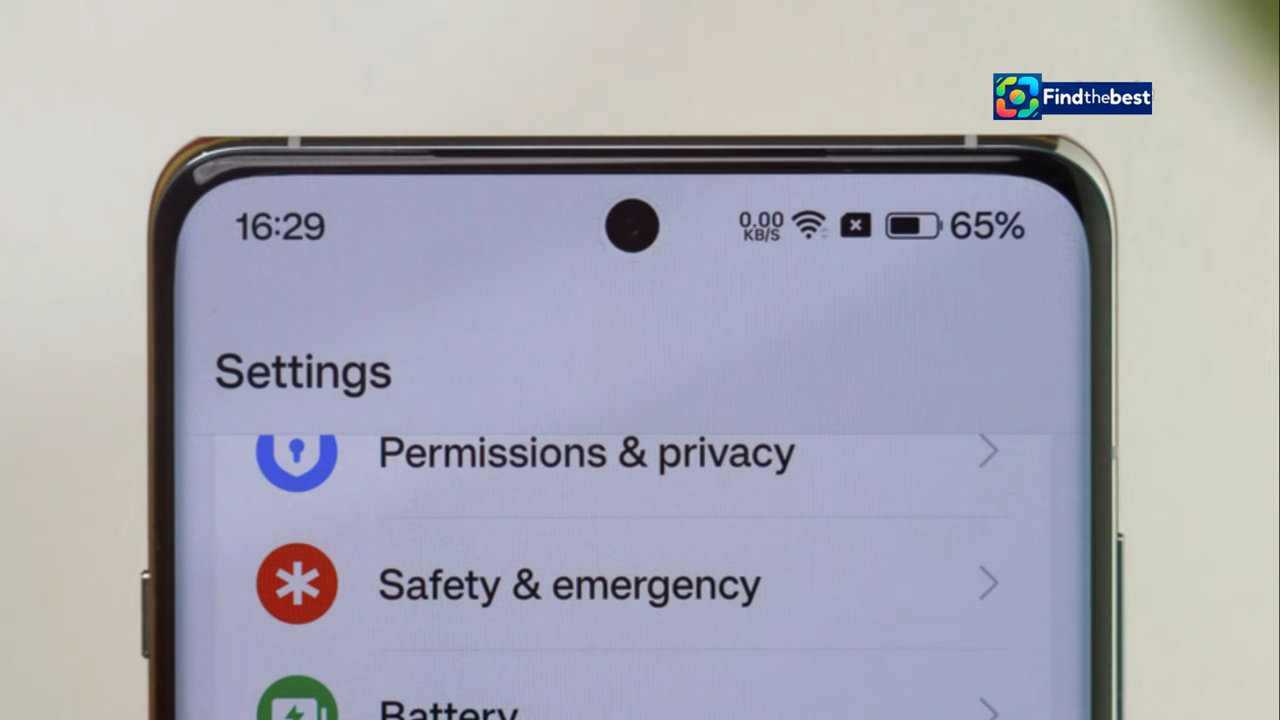 Findthebest
16:29
0.00
KB/S
65%
Settings
Permissions & privacy
Safety & emergency
Battery